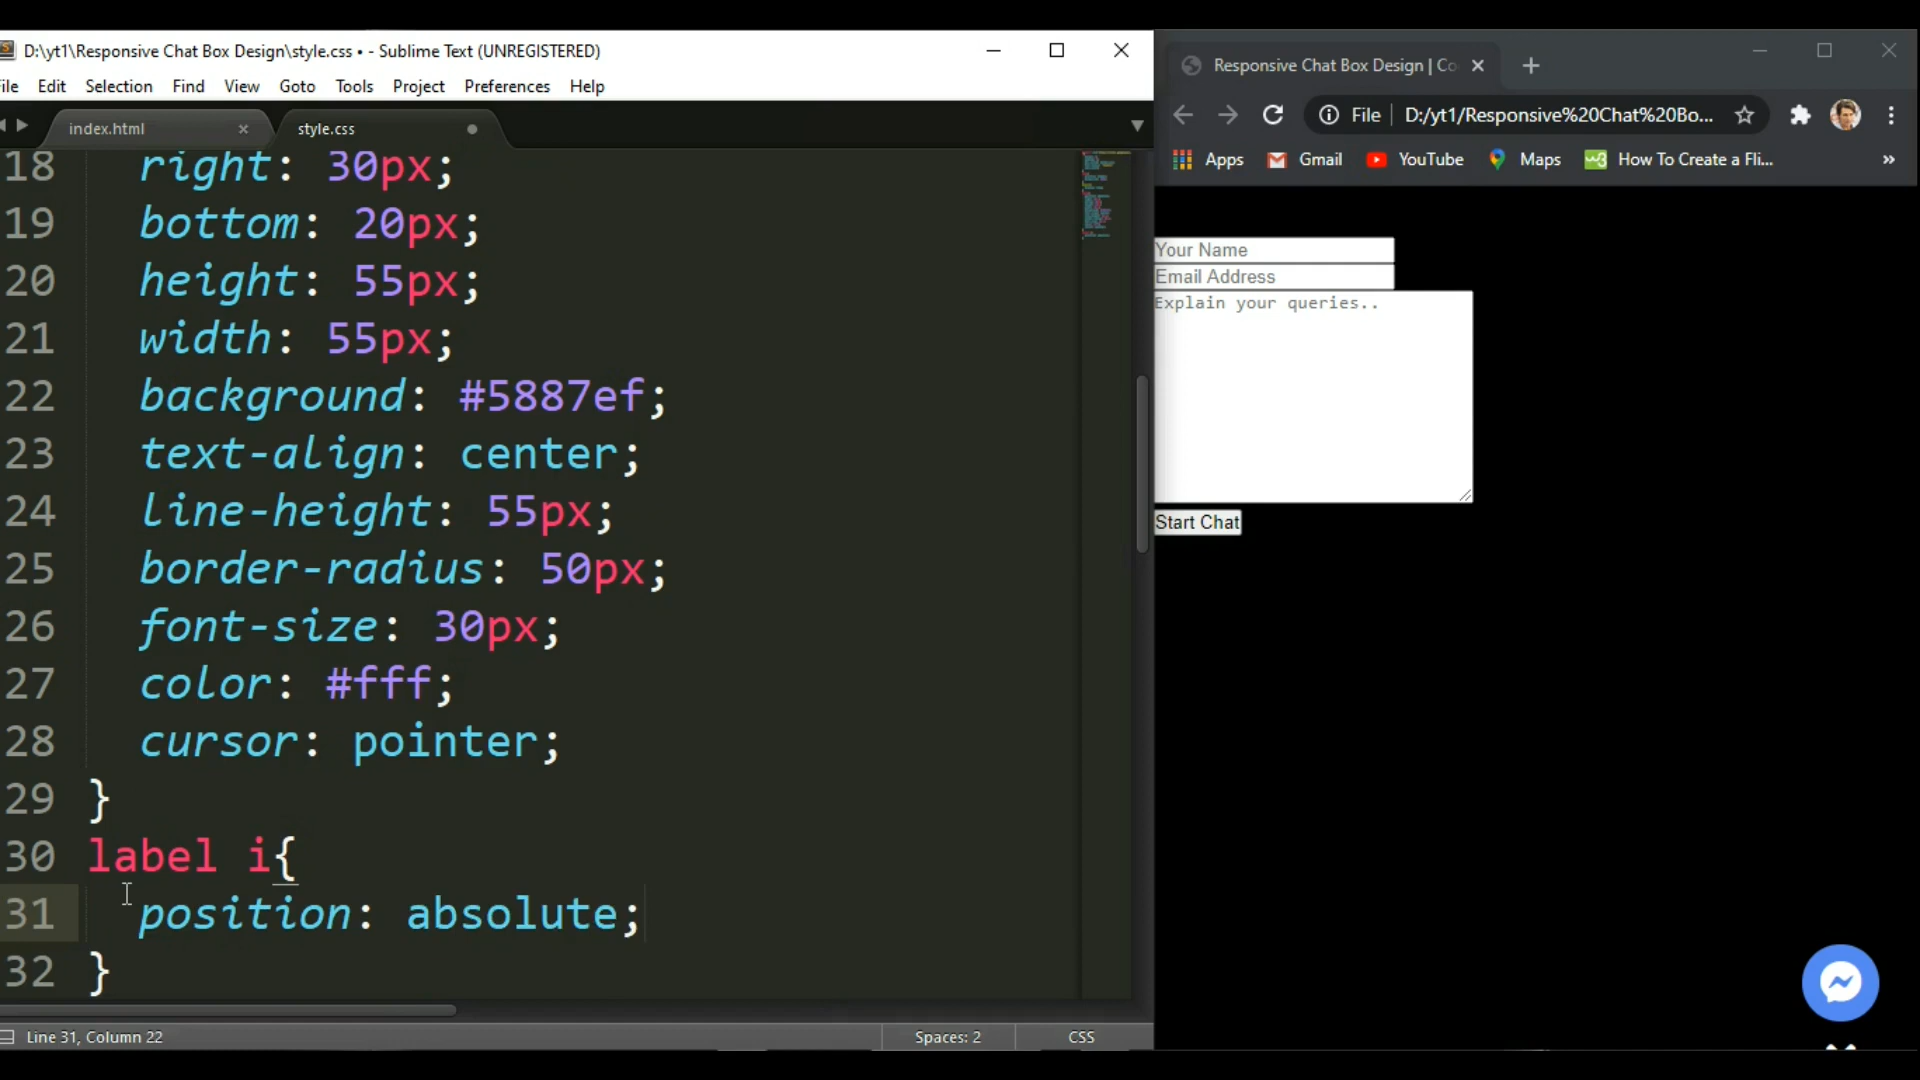 D:\yt1\Responsive Chat Box Design\style.css • - Sublime Text (UNREGISTERED)
File Edit Selection Find View Goto Tools Project Preferences Help
index.html
style.css
18 right: 30px;
19 bottom: 20px;
20 height: 55px;
21 width: 55px;
22 background: #5887ef;
23 text-align: center;
24 line-height: 55px;
25 border-radius: 50px;
26 font-size: 30px;
27 color: #fff;
28 cursor: pointer;
29 }
30 label i{
31 position: absolute;
32 }
Line 31, Column 22 Spaces: 2 CSS
Responsive Chat Box Design | Co
File D:/yt1/Responsive%20Chat%20Bo...
Apps Gmail YouTube Maps How To Create a Fli... »
Your Name
Email Address
Explain your queries..
Start Chat